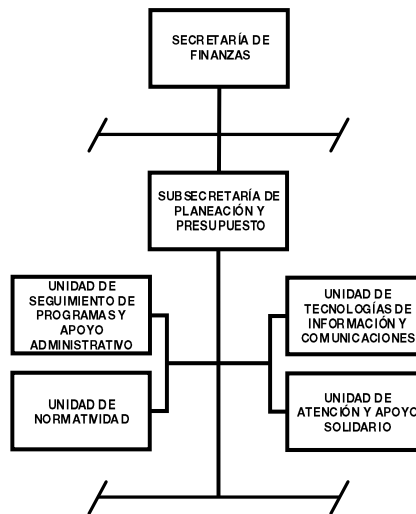 SECRETARÍA DE
FINANZAS
SUBSECRETARÍA DE
PLANEACIÓN Y
PRESUPUESTO
UNIDAD DE
SEGUIMIENTO DE
PROGRAMAS Y
APOYO
ADMINISTRATIVO
UNIDAD DE
TECNOLOGÍAS DE
INFORMACIÓN Y
COMUNICACIONES
UNIDAD DE
NORMATIVIDAD
UNIDAD DE
ATENCIÓN Y APOYO
SOLIDARIO